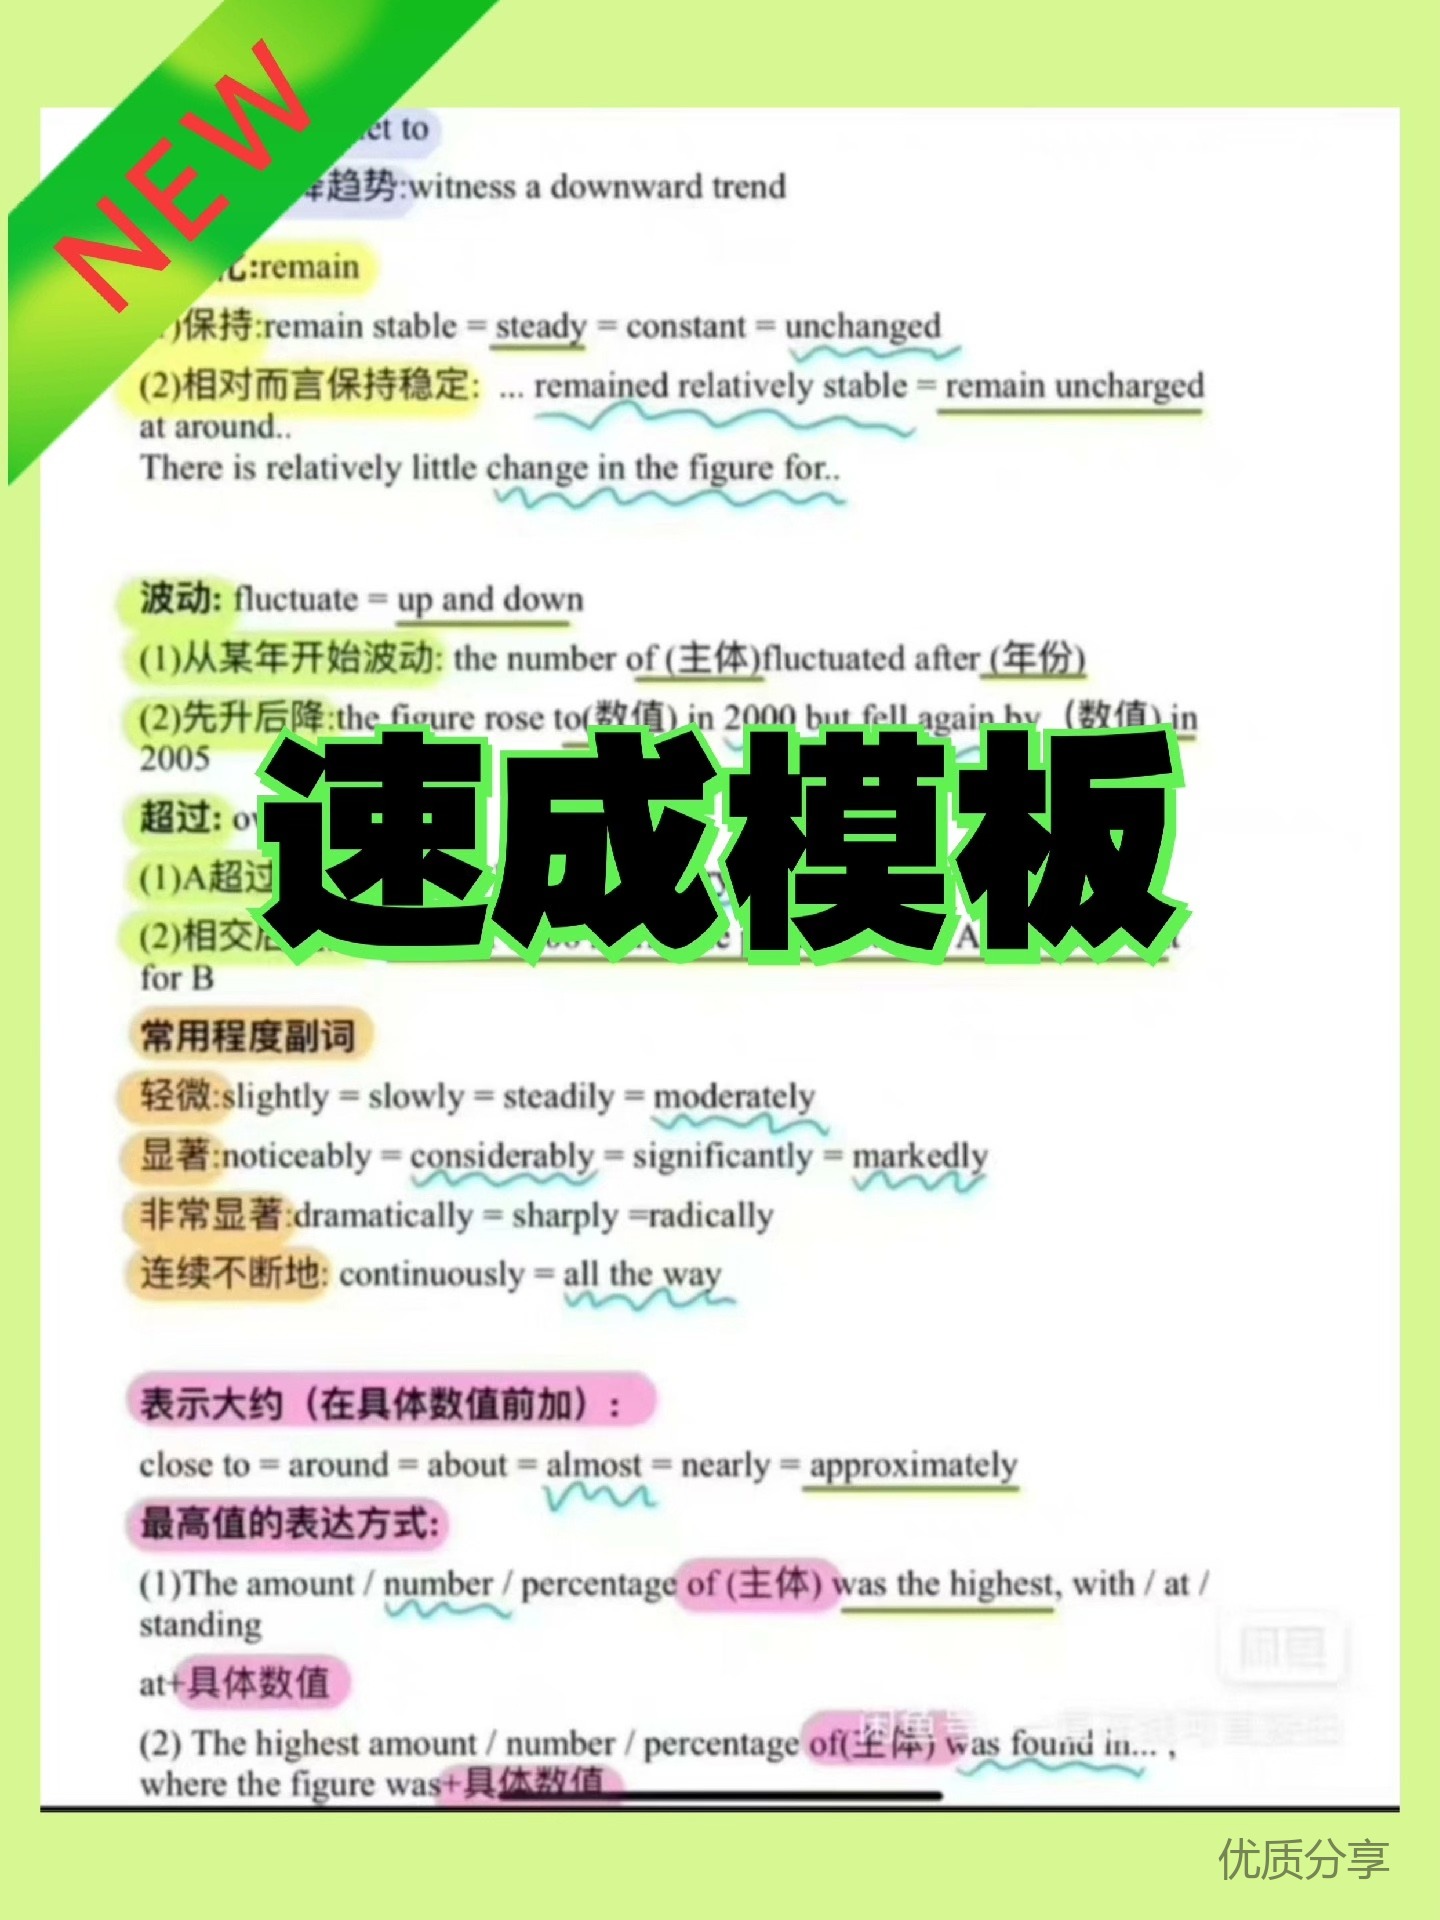 NEW
et to
趋势:witness a downward trend
:remain
)保持:remain stable = steady = constant = unchanged
(2)相对而言保持稳定: ... remained relatively stable = remain uncharged
at around..
There is relatively little change in the figure for..
波动: fluctuate = up and down
(1)从某年开始波动: the number of (主体)fluctuated after (年份)
(2)先升后降:the figure rose to(数值) in 2000 but fell again by（数值) in
2005
速成模板
超过:
(1)A超过
(2)相交后
for B
常用程度副词
轻微:slightly = slowly = steadily = moderately
显著:noticeably = considerably = significantly = markedly
非常显著:dramatically = sharply =radically
连续不断地: continuously = all the way
表示大约（在具体数值前加）:
close to = around = about = almost = nearly = approximately
最高值的表达方式:
(1)The amount / number / percentage of (主体) was the highest, with / at /
standing
at+具体数值
(2) The highest amount / number / percentage of(主体) was found in... ,
where the figure was+具体数值
闲鱼
闲鱼号
优质分享